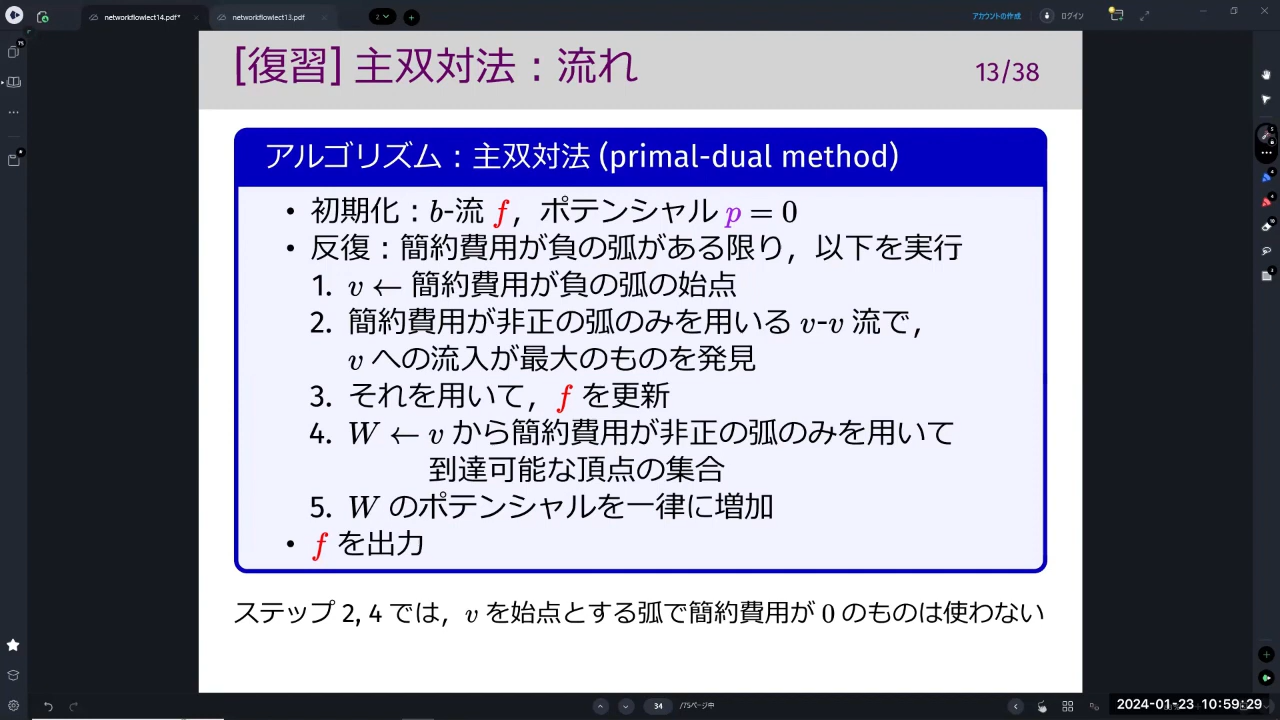 networkflowlect14.pdf*
networkflowlect13.pdf
2
アカウントの作成
ログイン
[復習] 主双対法：流れ
13/38
アルゴリズム：主双対法 (primal-dual method)
• 初期化：b-流 f，ポテンシャル p = 0
• 反復：簡約費用が負の弧がある限り，以下を実行
1. v ← 簡約費用が負の弧の始点
2. 簡約費用が非正の弧のみを用いる v-v 流で，
v への流入が最大のものを発見
3. それを用いて，f を更新
4. W ← v から簡約費用が非正の弧のみを用いて
到達可能な頂点の集合
5. W のポテンシャルを一律に増加
• f を出力
ステップ 2, 4 では，v を始点とする弧で簡約費用が 0 のものは使わない
34
/75ページ中
2024-01-23 10:59:29